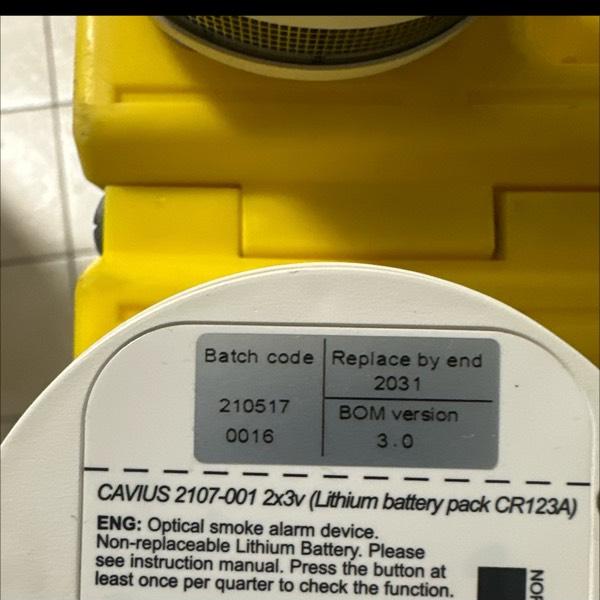 Batch code
210517
0016
Replace by end
2031
BOM version
3.0
CAVIUS 2107-001 2x3v (Lithium battery pack CR123A)
ENG: Optical smoke alarm device.
Non-replaceable Lithium Battery. Please
see instruction manual. Press the button at
least once per quarter to check the function.
NOR